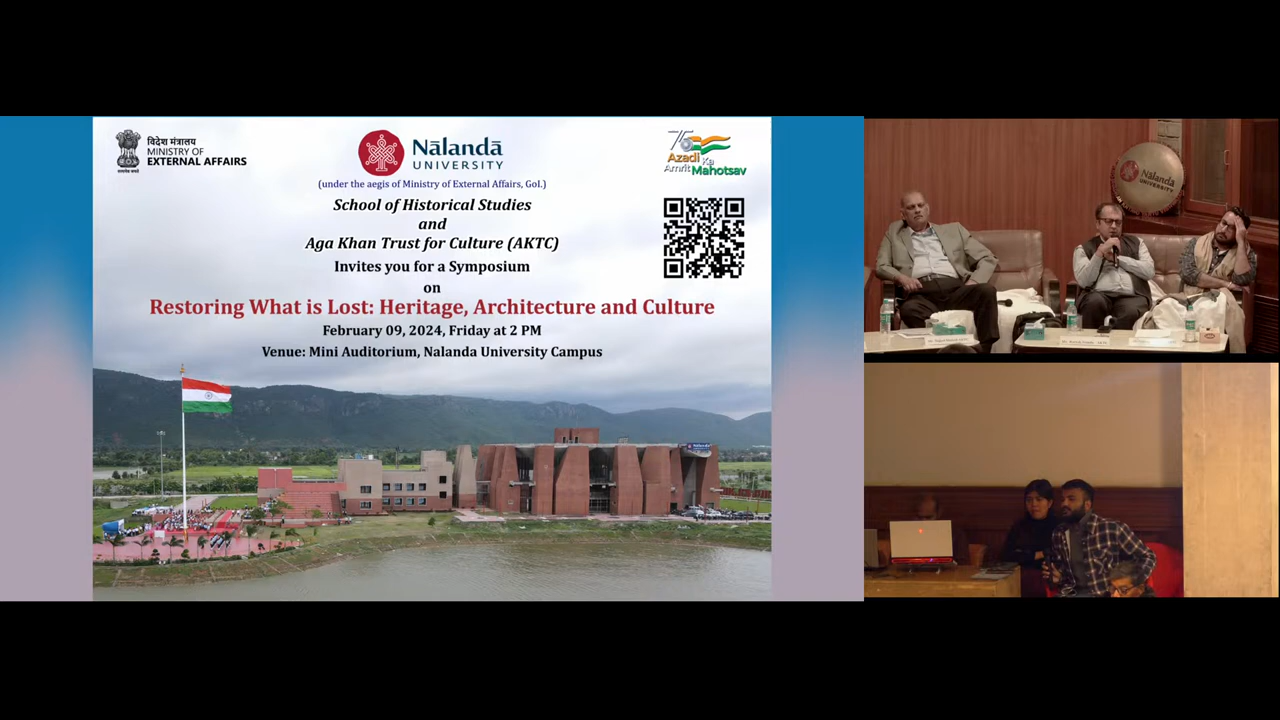 विदेश मंत्रालय
MINISTRY OF
EXTERNAL AFFAIRS
Nālandā
UNIVERSITY
75
Azadi Ka
Amrit Mahotsav
(under the aegis of Ministry of External Affairs, GoI.)
School of Historical Studies
and
Aga Khan Trust for Culture (AKTC)
Invites you for a Symposium
on
Restoring What is Lost: Heritage, Architecture and Culture
February 09, 2024, Friday at 2 PM
Venue: Mini Auditorium, Nalanda University Campus
Nālandā
UNIVERSITY